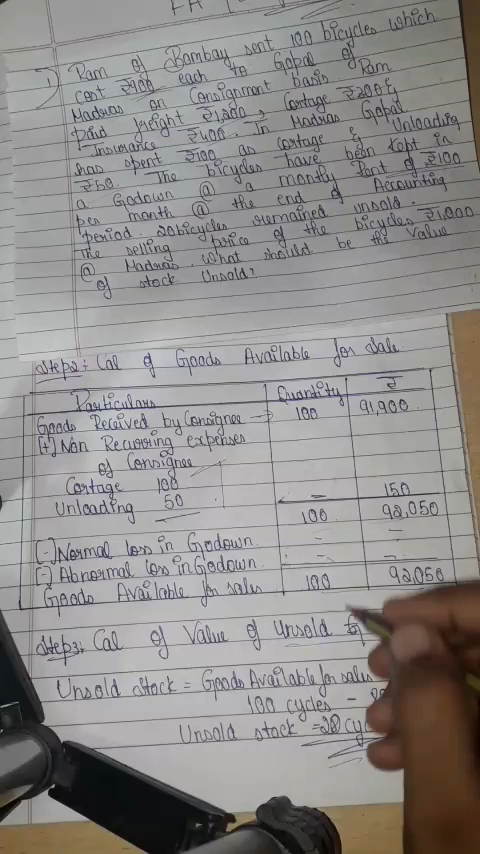 FA
1) Ram of Bombay sent 100 bicycles which
cost ₹900 each to Gopal of
Madras on Consignment basis Ram
paid freight ₹1,200, Cartage ₹200 &
Insurance ₹400. In Madras Gopal
has spent ₹100 as cartage & Unloading
₹50. The bicycles have been kept in
a Godown @ a montly rent of ₹100
per month @ the end of Accounting
period. 20 bicycles remained unsold.
The selling price of the bicycles ₹1,000
@ Madras. What should be the Value
of stock Unsold?
Step2: Cal of Goods Available for Sale
Particulars Quantity ₹
Goods Received by Consignee → 100 91,900
[+] Non Recurring expenses
of Consignee
Cartage 100
Unloading 50 — 150
100 92,050
(-) Normal loss in Godown. - -
(-) Abnormal loss in Godown. - -
Goods Available for sales 100 92,050
Step3: Cal of Value of Unsold
Unsold Stock = Goods Available for sales
100 cycles -
Unsold stock = 20 cy